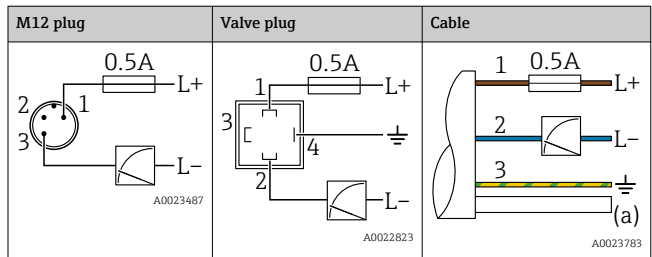 M12 plug
Valve plug
Cable
0.5A
L+
2
1
3
L−
A0023487
0.5A
1
L+
3
4
2
L−
A0022823
1
0.5A
L+
2
L−
3
(a)
A0023783